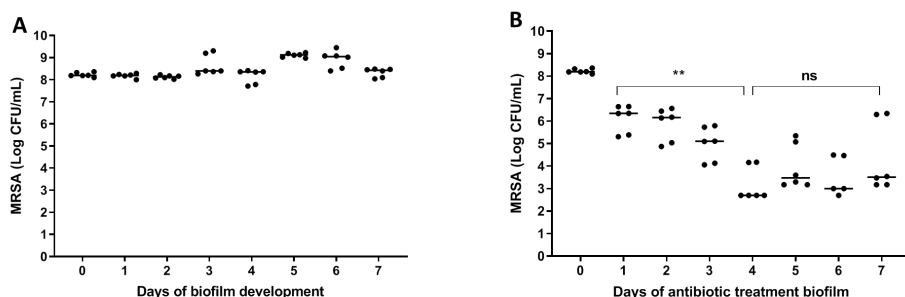 A
MRSA (Log CFU/mL)
10
9
8
7
6
5
4
3
2
1
0
0 1 2 3 4 5 6 7
Days of biofilm development
B
MRSA (Log CFU/mL)
10
9
8
7
6
5
4
3
2
1
0
** ns
0 1 2 3 4 5 6 7
Days of antibiotic treatment biofilm